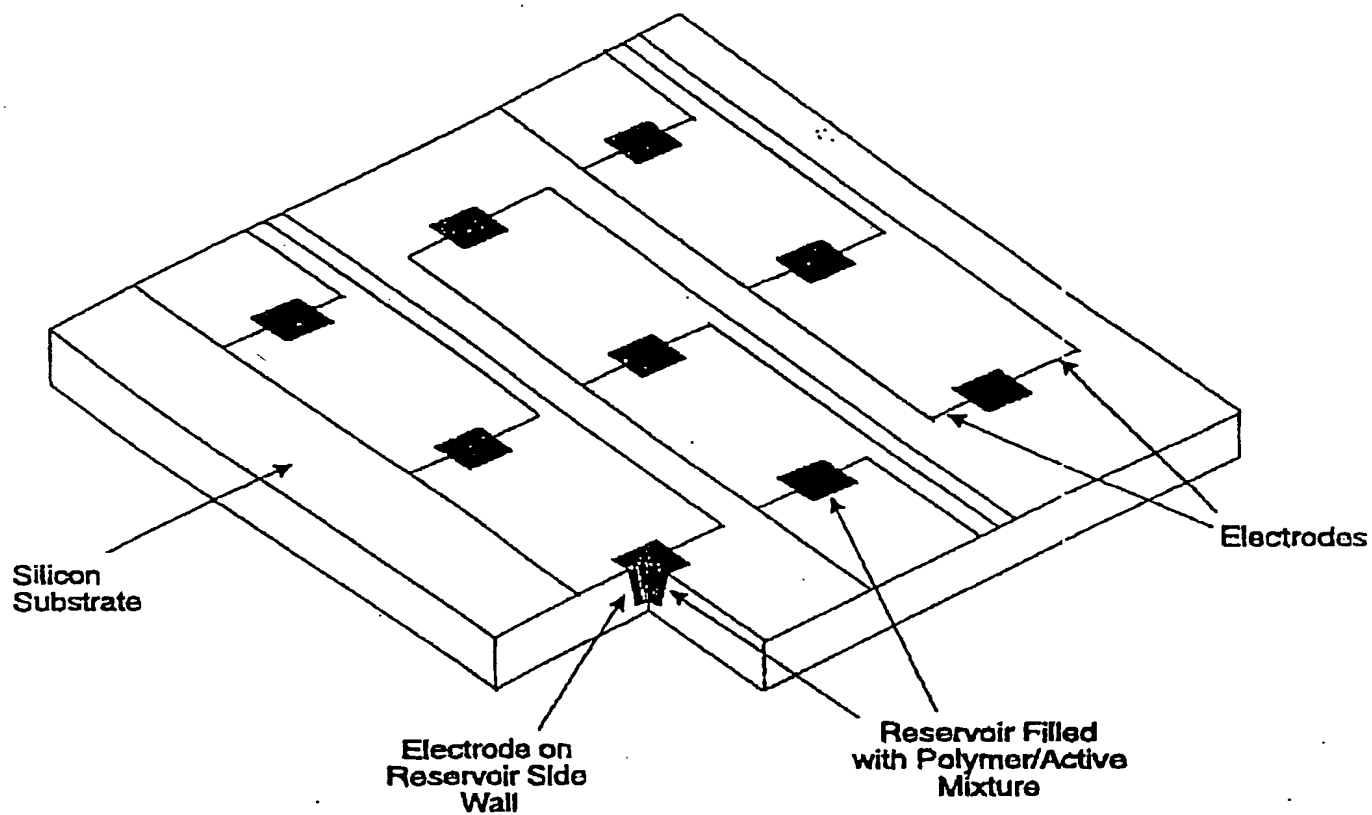 Electrodes
Silicon
Substrate
Electrode on
Reservoir Side
Wall
Reservoir Filled
with Polymer/Active
Mixture